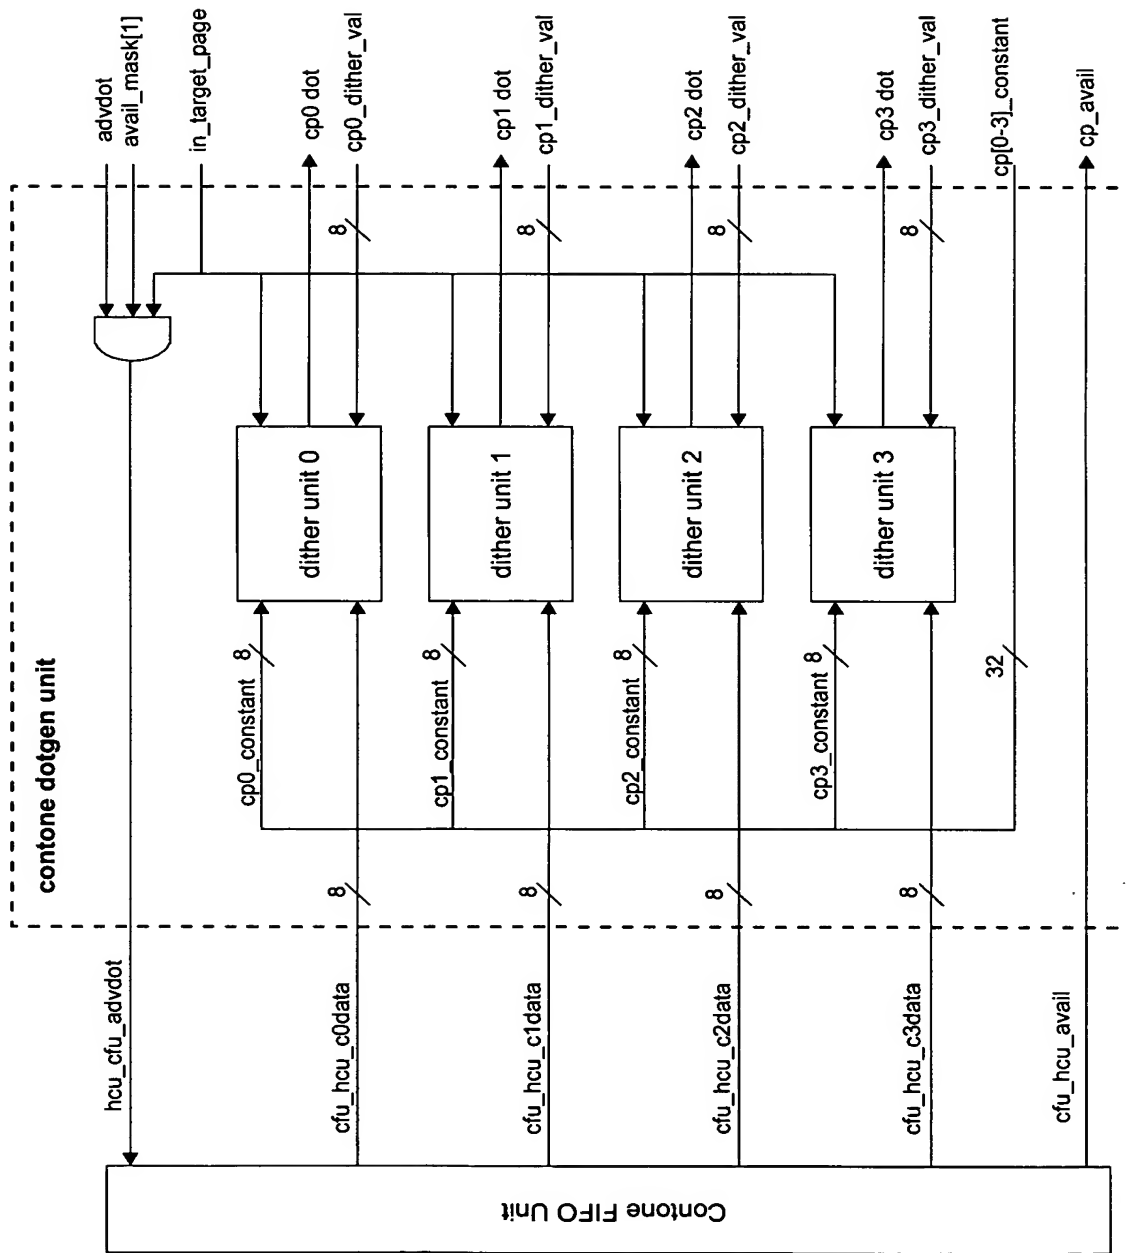 contone dotgen unit
advdot
avail_mask[1]
in_target_page
cp0 dot
cp0_dither_val
cp1 dot
cp1_dither_val
cp2 dot
cp2_dither_val
cp3 dot
cp3_dither_val
cp[0-3]_constant
cp_avail
8
8
8
8
dither unit 0
dither unit 1
dither unit 2
dither unit 3
cp0_constant
8
cp1_constant
8
cp2_constant
8
cp3_constant
8
32
8
8
8
8
hcu_cfu_advdot
cfu_hcu_c0data
cfu_hcu_c1data
cfu_hcu_c2data
cfu_hcu_c3data
cfu_hcu_avail
Contone FIFO Unit